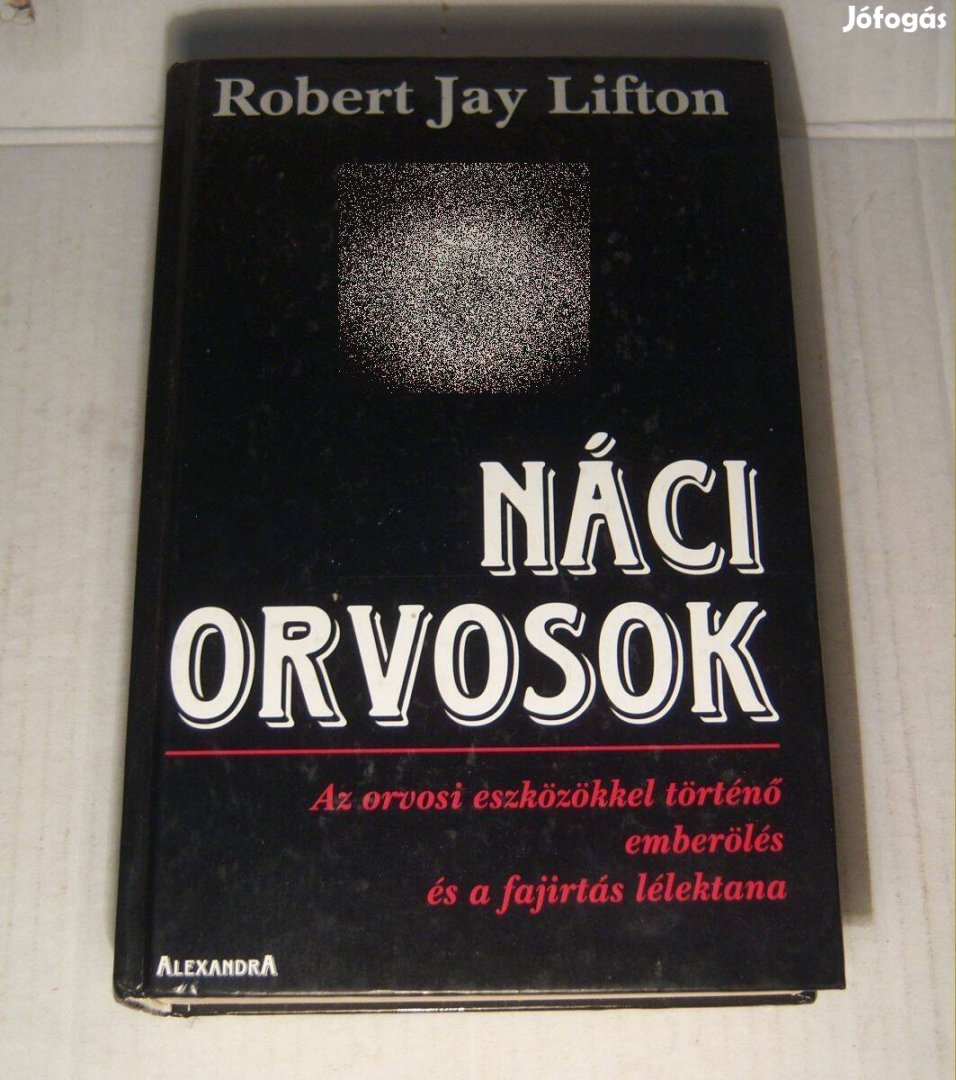 Jófogás
Robert Jay Lifton
NÁCI
ORVOSOK
Az orvosi eszközökkel történő
emberölés
és a fajirtás lélektana
ALEXANDRA